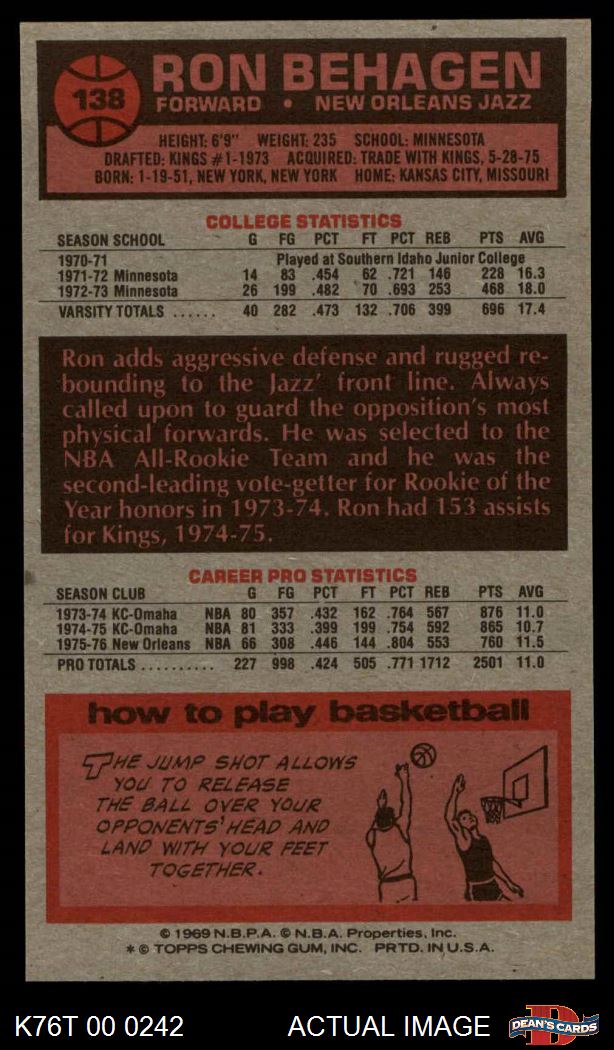 138
RON BEHAGEN
FORWARD • NEW ORLEANS JAZZ
HEIGHT: 6'9" WEIGHT: 235 SCHOOL: MINNESOTA
DRAFTED: KINGS #1-1973 ACQUIRED: TRADE WITH KINGS, 5-28-75
BORN: 1-19-51, NEW YORK, NEW YORK HOME: KANSAS CITY, MISSOURI
COLLEGE STATISTICS
SEASON SCHOOL G FG PCT FT PCT REB PTS AVG
1970-71 Played at Southern Idaho Junior College
1971-72 Minnesota 14 83 .454 62 .721 146 228 16.3
1972-73 Minnesota 26 199 .482 70 .693 253 468 18.0
VARSITY TOTALS ...... 40 282 .473 132 .706 399 696 17.4
Ron adds aggressive defense and rugged re-
bounding to the Jazz' front line. Always
called upon to guard the opposition's most
physical forwards. He was selected to the
NBA All-Rookie Team and he was the
second-leading vote-getter for Rookie of the
Year honors in 1973-74. Ron had 153 assists
for Kings, 1974-75.
CAREER PRO STATISTICS
SEASON CLUB G FG PCT FT PCT REB PTS AVG
1973-74 KC-Omaha NBA 80 357 .432 162 .764 567 876 11.0
1974-75 KC-Omaha NBA 81 333 .399 199 .754 592 865 10.7
1975-76 New Orleans NBA 66 308 .446 144 .804 553 760 11.5
PRO TOTALS .......... 227 998 .424 505 .771 1712 2501 11.0
how to play basketball
THE JUMP SHOT ALLOWS
YOU TO RELEASE
THE BALL OVER YOUR
OPPONENTS' HEAD AND
LAND WITH YOUR FEET
TOGETHER.
© 1969 N.B.P.A. © N.B.A. Properties, Inc.
* © TOPPS CHEWING GUM, INC. PRTD. IN U.S.A.
K76T 00 0242 ACTUAL IMAGE
D
DEAN'S CARDS